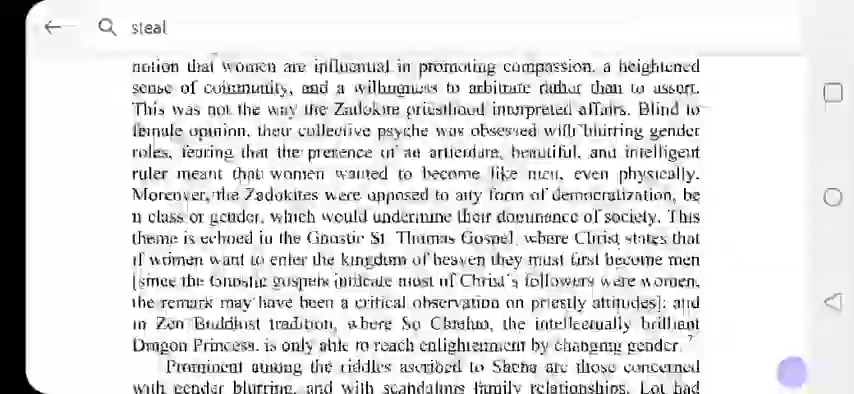 steal
notion that women are influential in promoting compassion, a heightened
sense of community, and a willingness to arbitrate rather than to assert.
This was not the way the Zadokite priesthood interpreted affairs. Blind to
female opinion, their collective psyche was obsessed with blurring gender
roles, fearing that the presence of an articulate, beautiful, and intelligent
ruler meant that women wanted to become like men, even physically.
Moreover, the Zadokites were opposed to any form of democratization, be
it class or gender, which would undermine their dominance of society. This
theme is echoed in the Gnostic St. Thomas Gospel, where Christ states that
if women want to enter the kingdom of heaven they must first become men
[since the Gnostic gospels indicate most of Christ's followers were women,
the remark may have been a critical observation on priestly attitudes]; and
in Zen Buddhist tradition, where So the intellectually brilliant
Dragon Princess, is only able to reach enlightenment by changing gender. 7
Prominent among the riddles ascribed to Sheba are those concerned
with gender blurring, and with scandalous family relationships. Lot had